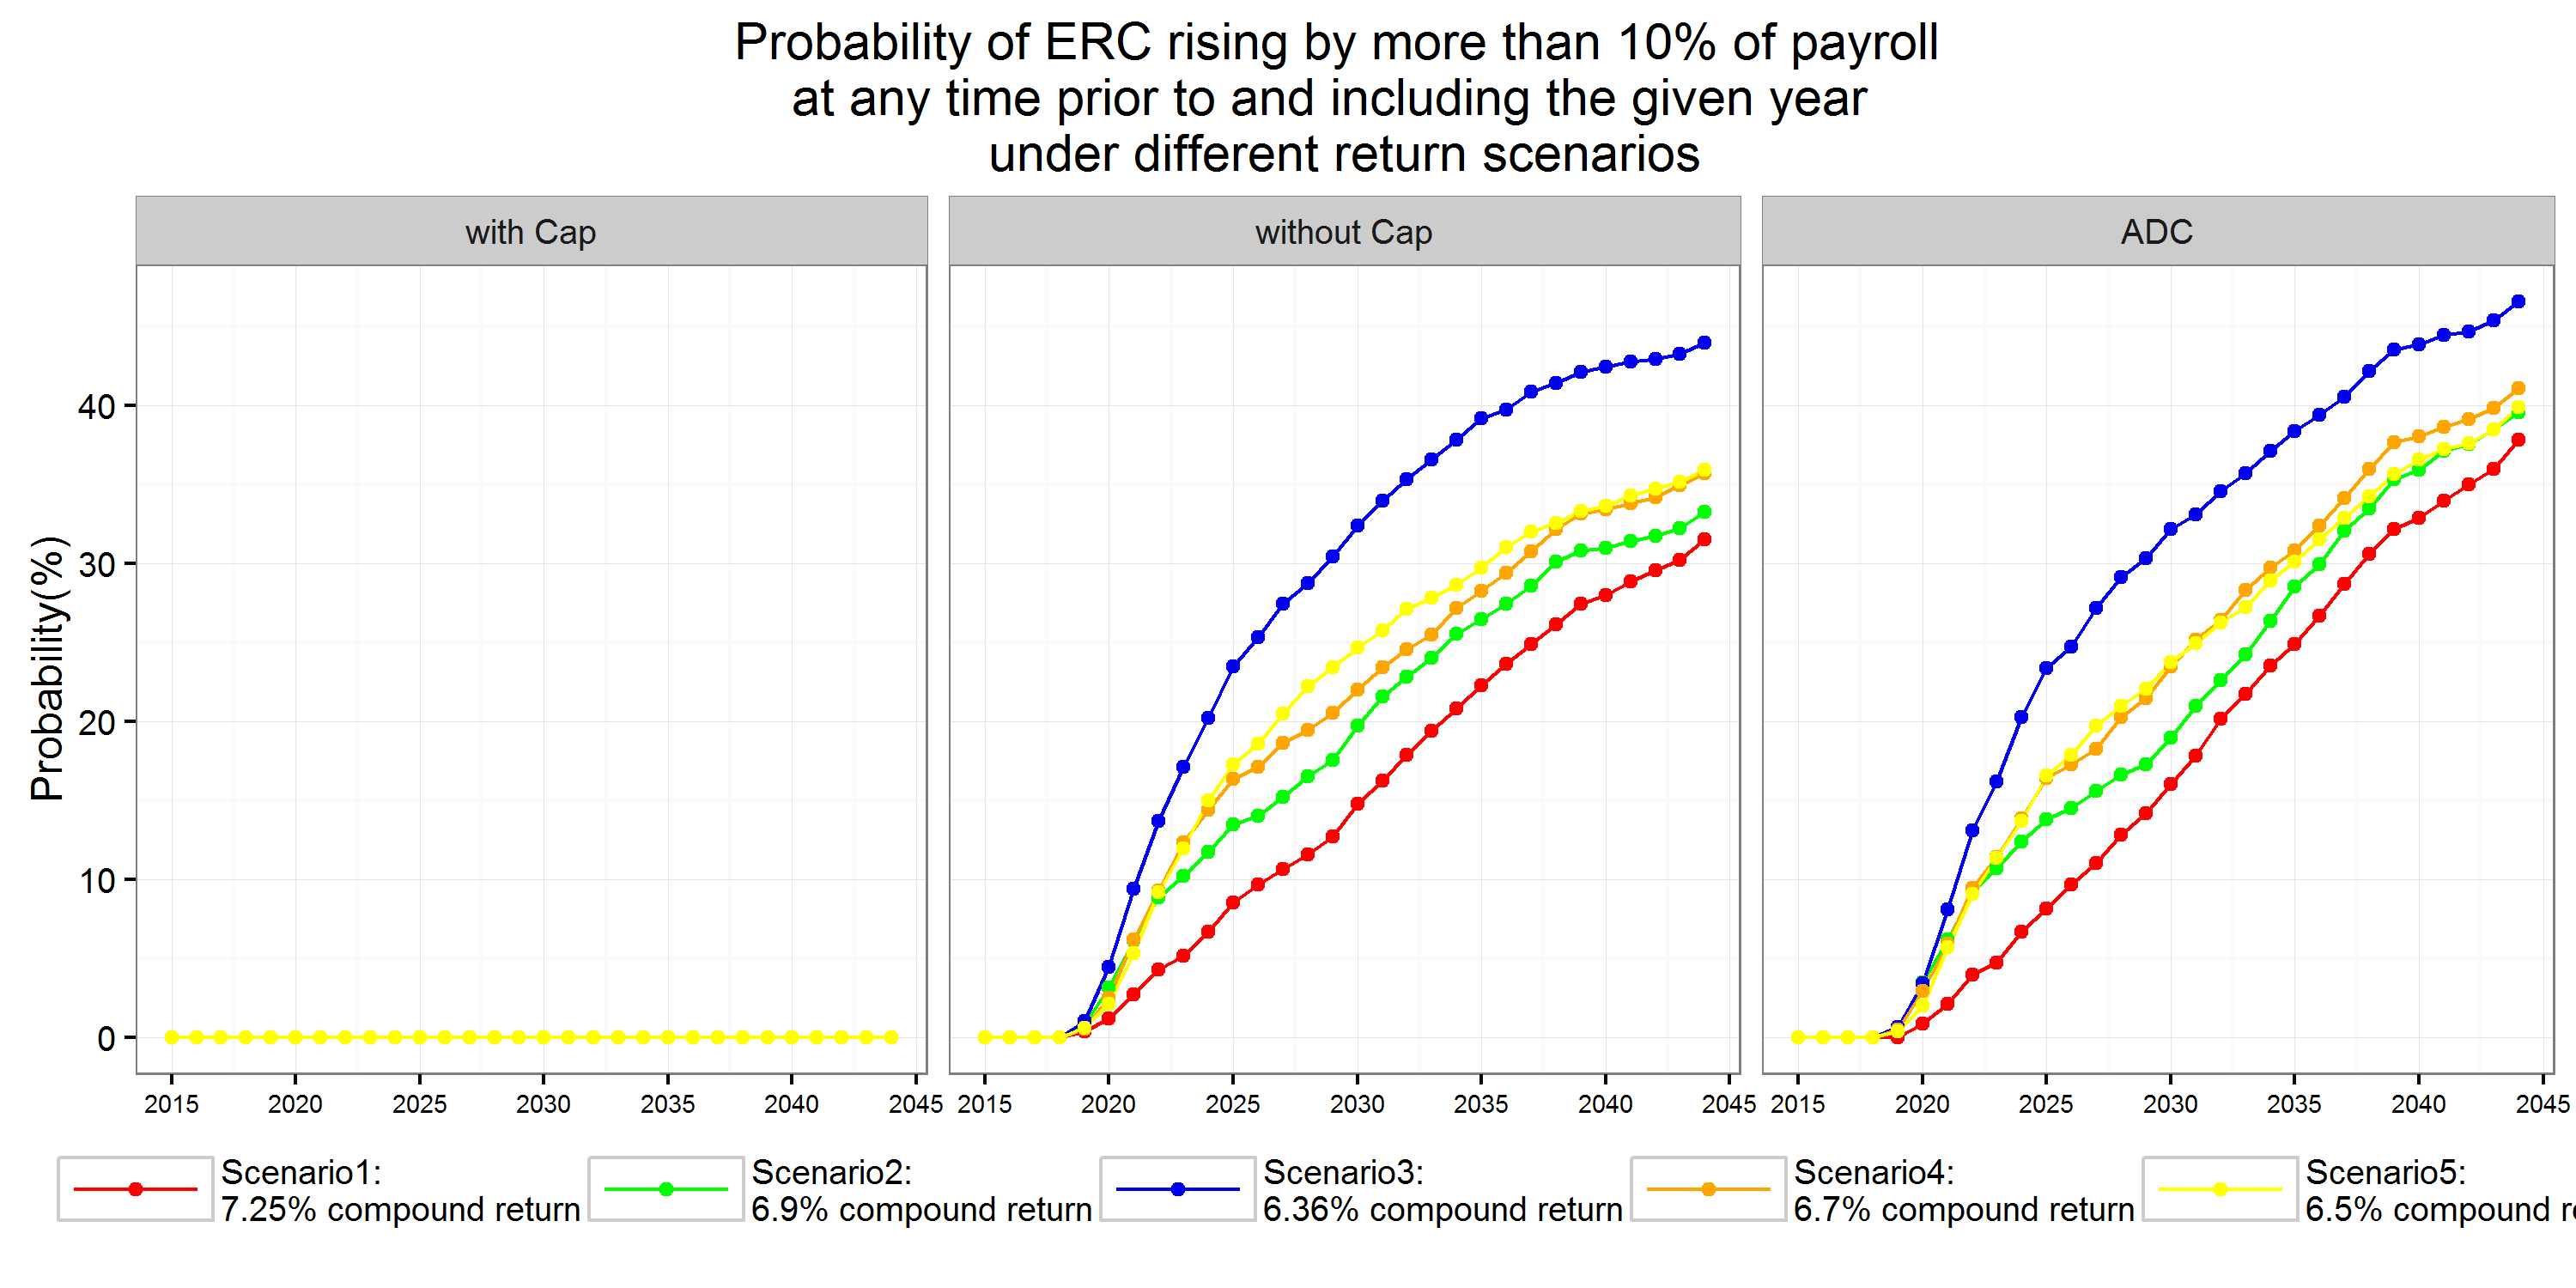 Probability of ERC rising by more than 10% of payroll
at any time prior to and including the given year
under different return scenarios
with Cap
without Cap
ADC
Probability(%)
40
30
20
10
0
2015 2020 2025 2030 2035 2040 2045
2015 2020 2025 2030 2035 2040 2045
2015 2020 2025 2030 2035 2040 2045
Scenario1:
7.25% compound return
Scenario2:
6.9% compound return
Scenario3:
6.36% compound return
Scenario4:
6.7% compound return
Scenario5:
6.5% compound